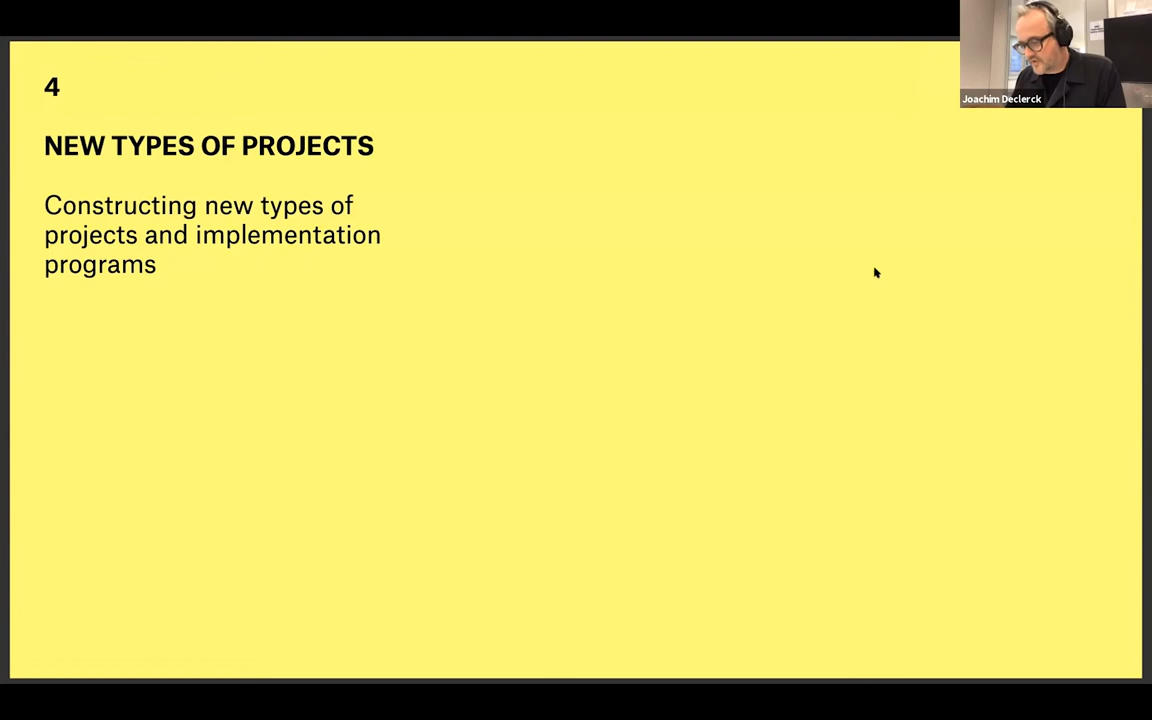 4
NEW TYPES OF PROJECTS
Constructing new types of
projects and implementation
programs
Joachim Declerck